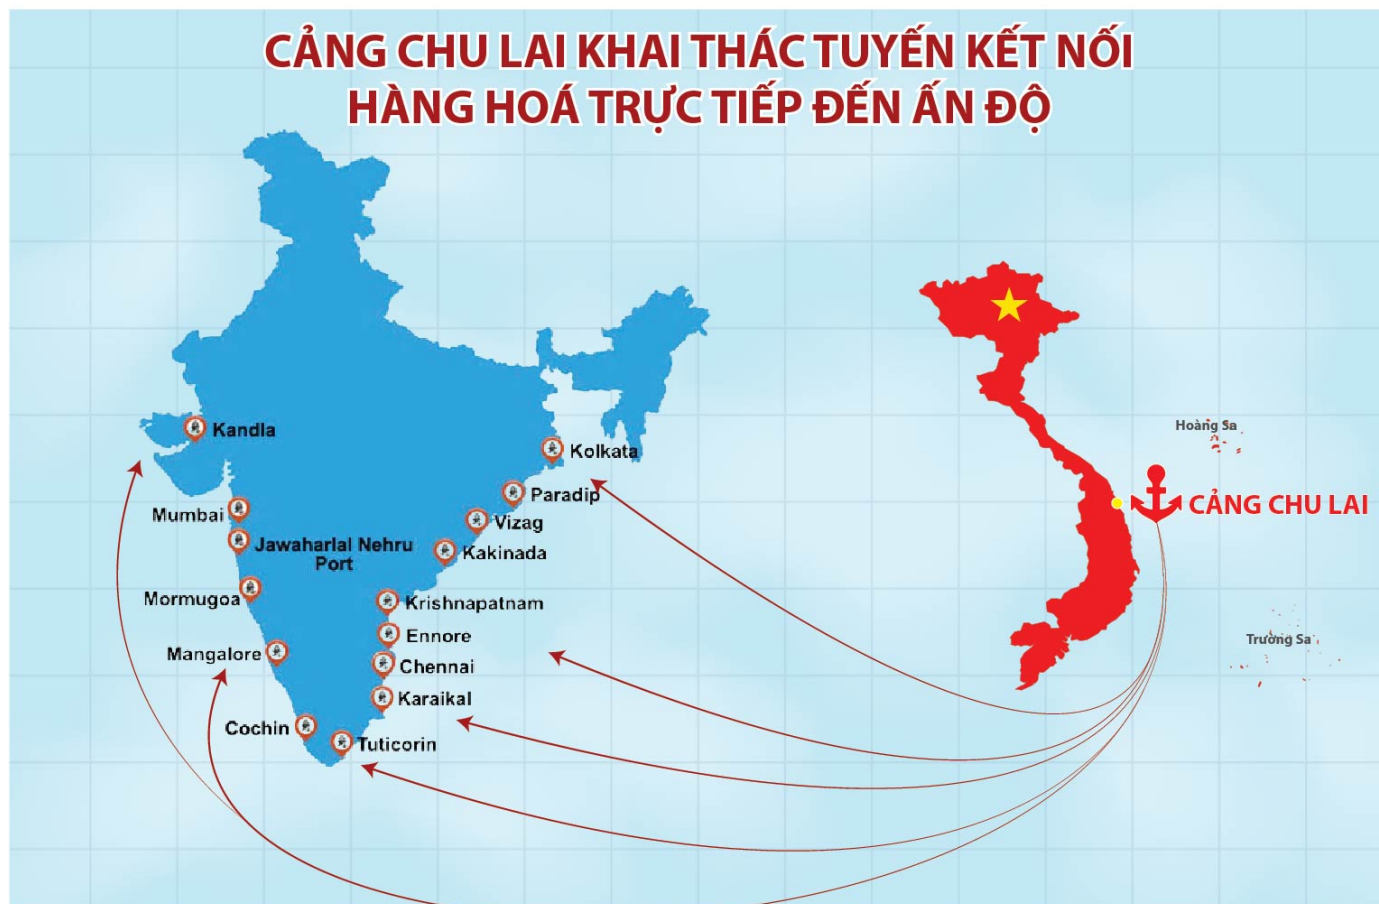 CẢNG CHU LAI KHAI THÁC TUYẾN KẾT NỐI
HÀNG HOÁ TRỰC TIẾP ĐẾN ẤN ĐỘ
Kandla
Kolkata
Hoàng Sa
Paradip
CẢNG CHU LAI
Mumbai
Vizag
Jawaharlal Nehru
Port
Kakinada
Mormugoa
Krishnapatnam
Ennore
Trường Sa
Mangalore
Chennai
Karaikal
Cochin
Tuticorin